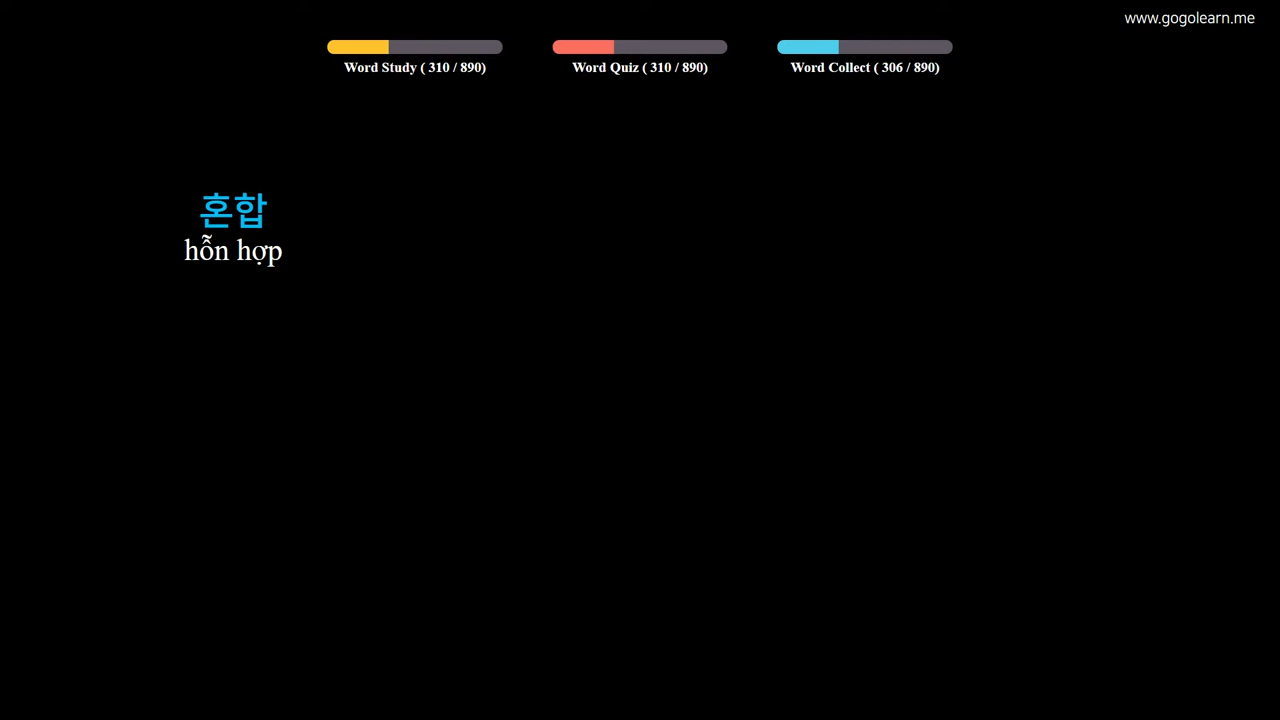 www.gogolearn.me
Word Study ( 310 / 890)
Word Quiz ( 310 / 890)
Word Collect ( 306 / 890)
혼합
hỗn hợp